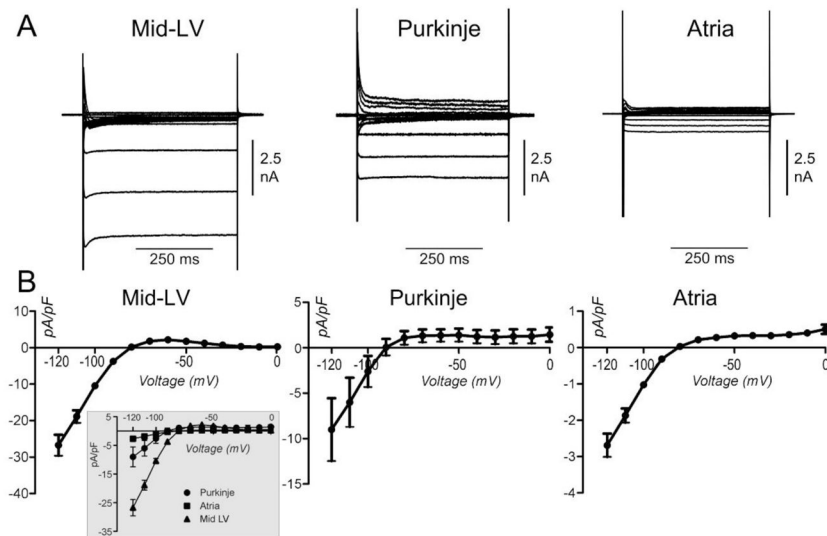 A
Mid-LV
Purkinje
Atria
2.5
nA
2.5
nA
2.5
nA
250 ms
250 ms
250 ms
B
Mid-LV
Purkinje
Atria
pA/pF
10
0
-10
-20
-30
-40
-120
-100
-50
0
Voltage (mV)
pA/pF
5
0
-5
-10
-15
-120
-100
-50
0
Voltage (mV)
pA/pF
1
0
-1
-2
-3
-4
-120
-100
-50
0
Voltage (mV)
-120
-100
-50
0
Voltage (mV)
pA/pF
-5
-15
-25
-35
Purkinje
Atria
Mid LV